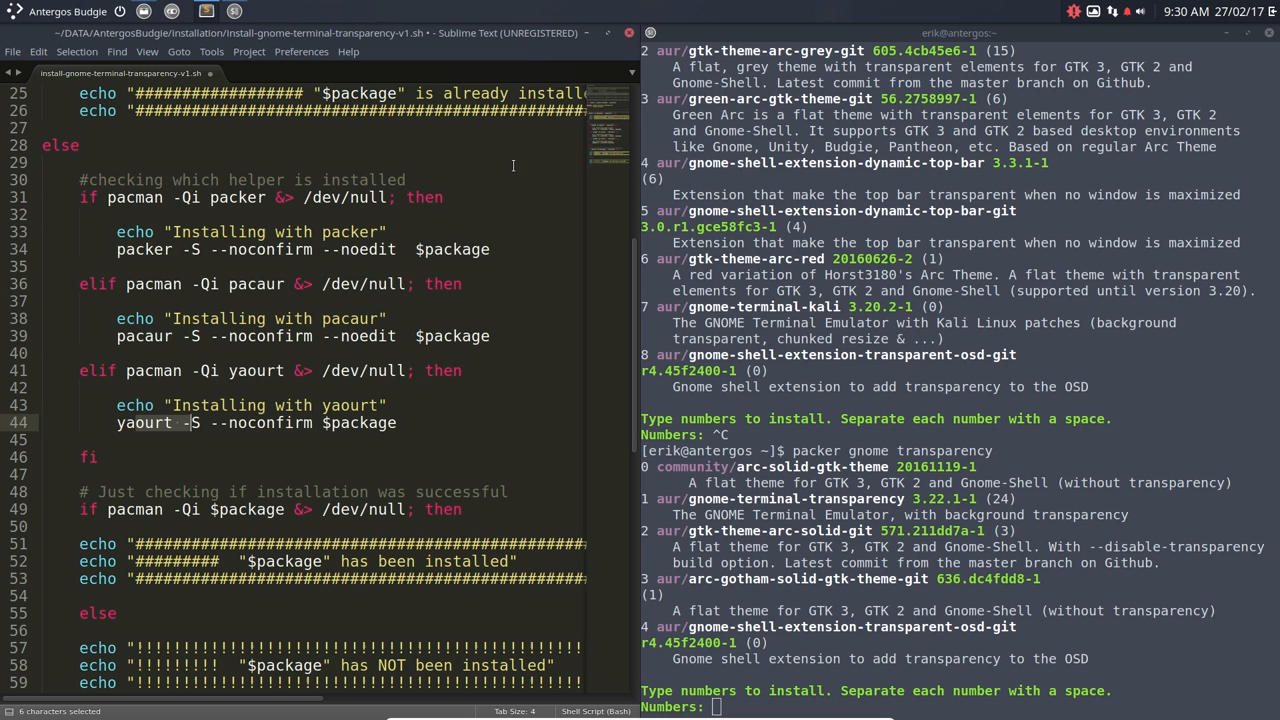 Antergos Budgie
9:30 AM 27/02/17
~/DATA/AntergosBudgie/Installation/install-gnome-terminal-transparency-v1.sh • - Sublime Text (UNREGISTERED)
File Edit Selection Find View Goto Tools Project Preferences Help
install-gnome-terminal-transparency-v1.sh
25 echo "################## "$package" is already installe
26 echo "#################################################
27
28 else
29
30 #checking which helper is installed
31 if pacman -Qi packer &> /dev/null; then
32
33 echo "Installing with packer"
34 packer -S --noconfirm --noedit  $package
35
36 elif pacman -Qi pacaur &> /dev/null; then
37
38 echo "Installing with pacaur"
39 pacaur -S --noconfirm --noedit  $package
40
41 elif pacman -Qi yaourt &> /dev/null; then
42
43 echo "Installing with yaourt"
44 yaourt -S --noconfirm $package
45
46 fi
47
48 # Just checking if installation was successful
49 if pacman -Qi $package &> /dev/null; then
50
51 echo "#################################################
52 echo "#########  "$package" has been installed"
53 echo "#################################################
54
55 else
56
57 echo "!!!!!!!!!!!!!!!!!!!!!!!!!!!!!!!!!!!!!!!!!!!!!!!!!
58 echo "!!!!!!!!!  "$package" has NOT been installed"
59 echo "!!!!!!!!!!!!!!!!!!!!!!!!!!!!!!!!!!!!!!!!!!!!!!!!!
6 characters selected
Tab Size: 4
Shell Script (Bash)
erik@antergos:~
2 aur/gtk-theme-arc-grey-git 605.4cb45e6-1 (15)
A flat, grey theme with transparent elements for GTK 3, GTK 2 and
Gnome-Shell. Latest commit from the master branch on Github.
3 aur/green-arc-gtk-theme-git 56.2758997-1 (6)
Green Arc is a flat theme with transparent elements for GTK 3, GTK 2
and Gnome-Shell. It supports GTK 3 and GTK 2 based desktop environments
like Gnome, Unity, Budgie, Pantheon, etc. Based on regular Arc Theme
4 aur/gnome-shell-extension-dynamic-top-bar 3.3.1-1
(6)
Extension that make the top bar transparent when no window is maximized
5 aur/gnome-shell-extension-dynamic-top-bar-git
3.0.r1.gce58fc3-1 (4)
Extension that make the top bar transparent when no window is maximized
6 aur/gtk-theme-arc-red 20160626-2 (1)
A red variation of Horst3180's Arc Theme. A flat theme with transparent
elements for GTK 3, GTK 2 and Gnome-Shell (supported until version 3.20).
7 aur/gnome-terminal-kali 3.20.2-1 (0)
The GNOME Terminal Emulator with Kali Linux patches (background
transparent, chunked resize & ...)
8 aur/gnome-shell-extension-transparent-osd-git
r4.45f2400-1 (0)
Gnome shell extension to add transparency to the OSD
Type numbers to install. Separate each number with a space.
Numbers: ^C
[erik@antergos ~]$ packer gnome transparency
0 community/arc-solid-gtk-theme 20161119-1
A flat theme for GTK 3, GTK 2 and Gnome-Shell (without transparency)
1 aur/gnome-terminal-transparency 3.22.1-1 (24)
The GNOME Terminal Emulator, with background transparency
2 aur/gtk-theme-arc-solid-git 571.211dd7a-1 (3)
A flat theme for GTK 3, GTK 2 and Gnome-Shell. With --disable-transparency
build option. Latest commit from the master branch on Github.
3 aur/arc-gotham-solid-gtk-theme-git 636.dc4fdd8-1
(1)
A flat theme for GTK 3, GTK 2 and Gnome-Shell (without transparency)
4 aur/gnome-shell-extension-transparent-osd-git
r4.45f2400-1 (0)
Gnome shell extension to add transparency to the OSD
Type numbers to install. Separate each number with a space.
Numbers: